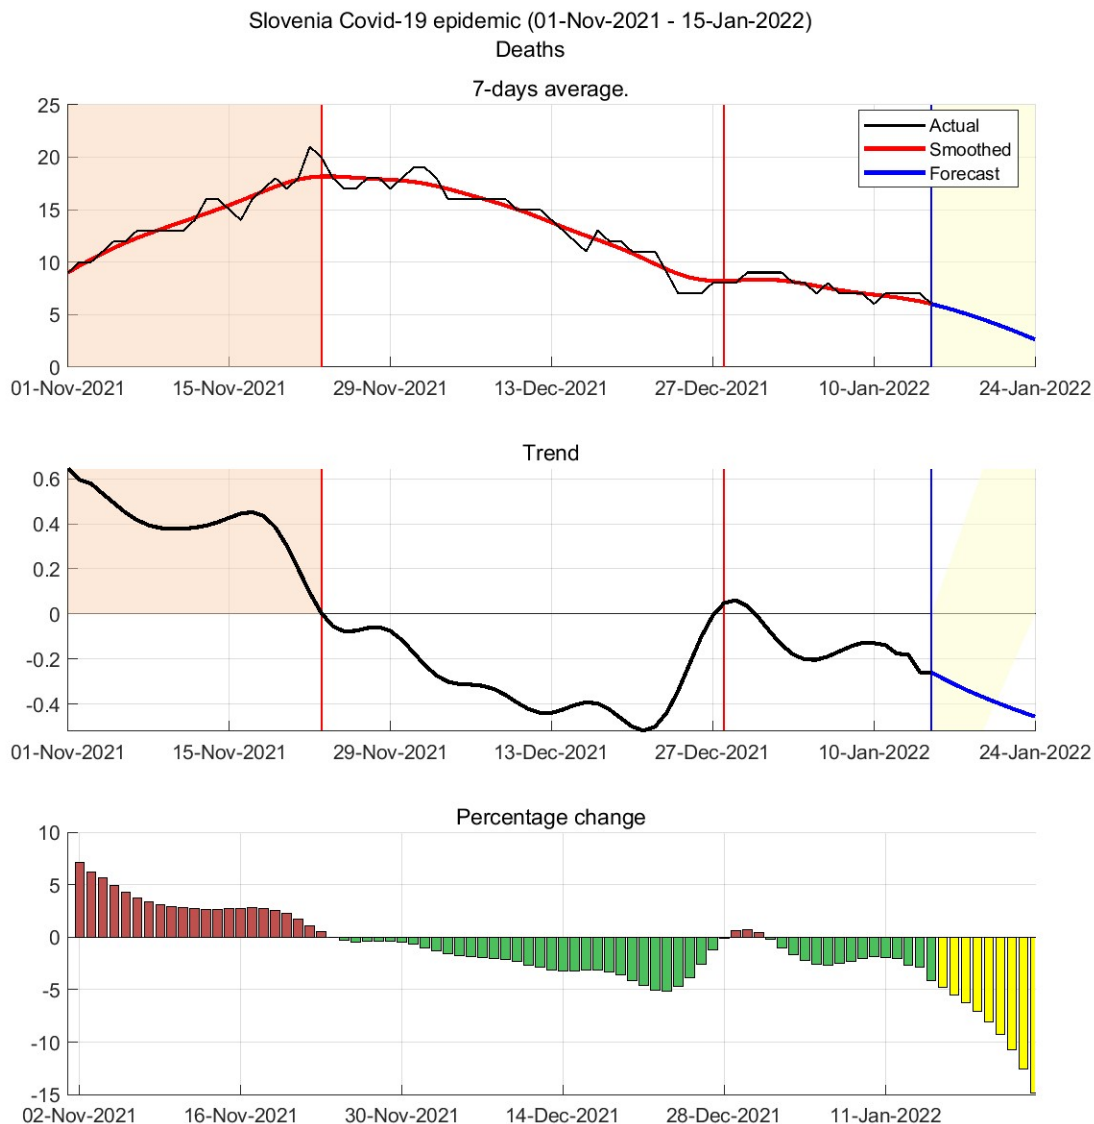 Slovenia Covid-19 epidemic (01-Nov-2021 - 15-Jan-2022)
Deaths
7-days average.
25
20
15
10
5
0
Actual
Smoothed
Forecast
01-Nov-2021 15-Nov-2021 29-Nov-2021 13-Dec-2021 27-Dec-2021 10-Jan-2022 24-Jan-2022
Trend
0.6
0.4
0.2
0
-0.2
-0.4
01-Nov-2021 15-Nov-2021 29-Nov-2021 13-Dec-2021 27-Dec-2021 10-Jan-2022 24-Jan-2022
Percentage change
10
5
0
-5
-10
-15
02-Nov-2021 16-Nov-2021 30-Nov-2021 14-Dec-2021 28-Dec-2021 11-Jan-2022